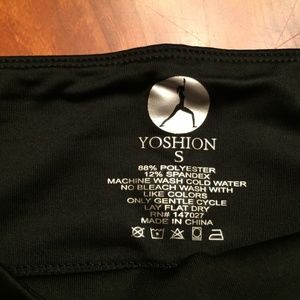 YOSHION
S
88% POLYESTER
12% SPANDEX
MACHINE WASH COLD WATER
NO BLEACH WASH WITH
LIKE COLORS
ONLY GENTLE CYCLE
LAY FLAT DRY
RN# 147027
MADE IN CHINA